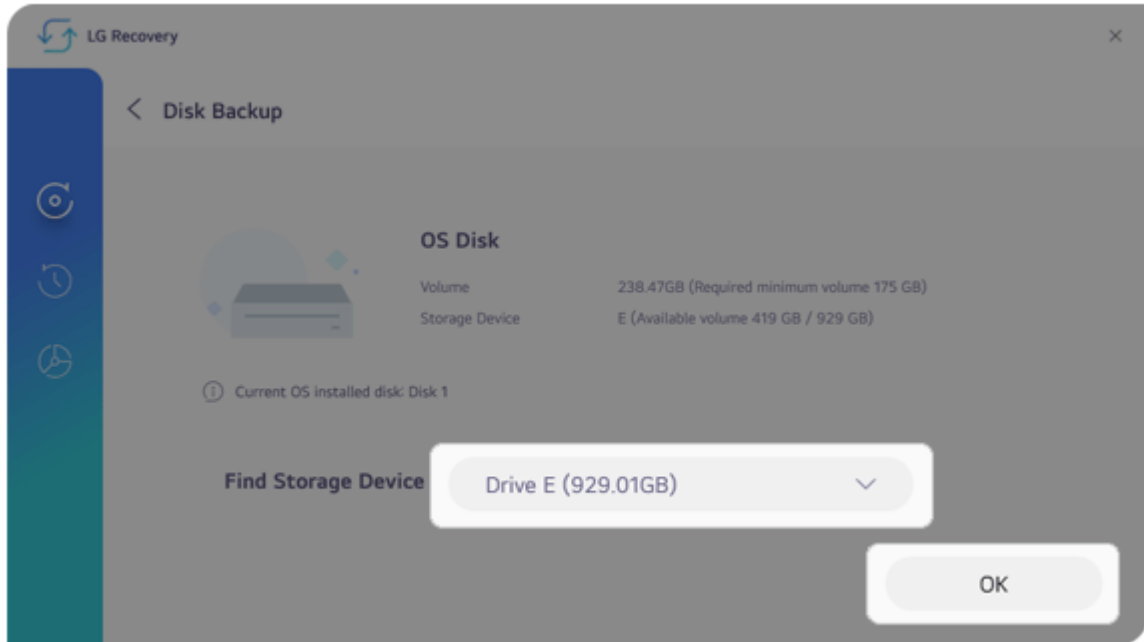 LG Recovery
Disk Backup
OS Disk
Volume 238.47GB (Required minimum volume 175 GB)
Storage Device E (Available volume 419 GB / 929 GB)
Current OS installed disk: Disk 1
Find Storage Device Drive E (929.01GB)
OK